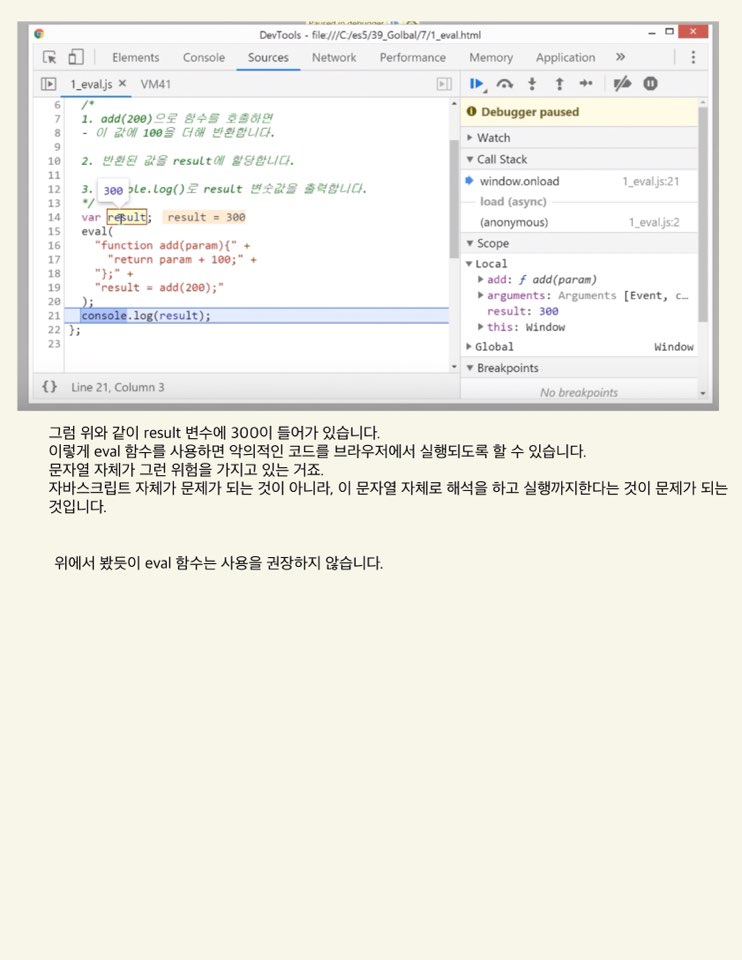 Paused in debugger
DevTools - file:///C:/es5/39_Golbal/7/1_eval.html
Elements Console Sources Network Performance Memory Application »
1_eval.js × VM41
6 /*
7 1. add(200)으로 함수를 호출하면
8 - 이 값에 100을 더해 반환합니다.
9
10 2. 반환된 값을 result에 할당합니다.
11
12 3. ole.log()로 result 변숫값을 출력합니다.
300
13 */
14 var result; result = 300
15 eval(
16 "function add(param){" +
17 "return param + 100;" +
18 "};" +
19 "result = add(200);"
20 );
21 console.log(result);
22 };
23
{} Line 21, Column 3
Debugger paused
Watch
Call Stack
window.onload 1_eval.js:21
load (async)
(anonymous) 1_eval.js:2
Scope
Local
add: ƒ add(param)
arguments: Arguments [Event, c…
result: 300
this: Window
Global Window
Breakpoints
No breakpoints
그럼 위와 같이 result 변수에 300이 들어가 있습니다.
이렇게 eval 함수를 사용하면 악의적인 코드를 브라우저에서 실행되도록 할 수 있습니다.
문자열 자체가 그런 위험을 가지고 있는 거죠.
자바스크립트 자체가 문제가 되는 것이 아니라, 이 문자열 자체로 해석을 하고 실행까지한다는 것이 문제가 되는
것입니다.
위에서 봤듯이 eval 함수는 사용을 권장하지 않습니다.